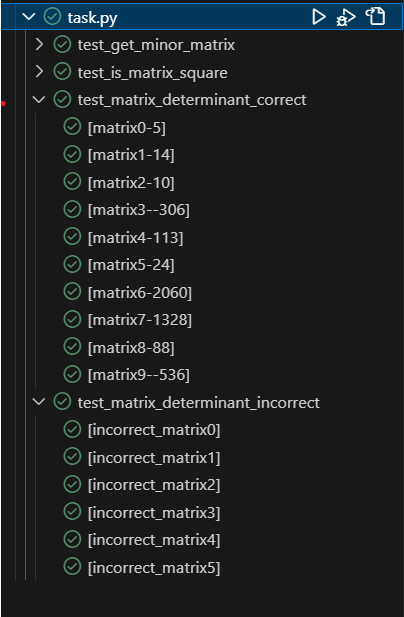 task.py
test_get_minor_matrix
test_is_matrix_square
test_matrix_determinant_correct
[matrix0-5]
[matrix1-14]
[matrix2-10]
[matrix3--306]
[matrix4-113]
[matrix5-24]
[matrix6-2060]
[matrix7-1328]
[matrix8-88]
[matrix9--536]
test_matrix_determinant_incorrect
[incorrect_matrix0]
[incorrect_matrix1]
[incorrect_matrix2]
[incorrect_matrix3]
[incorrect_matrix4]
[incorrect_matrix5]